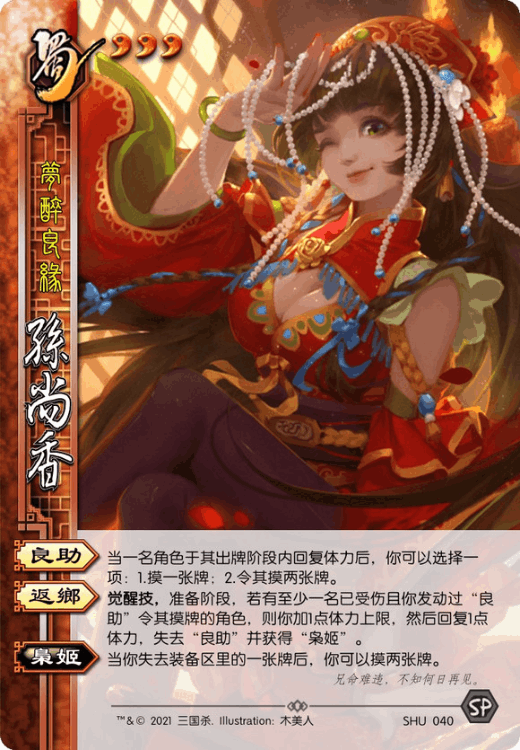 蜀
夢醉良緣
孫尚香
良助
当一名角色于其出牌阶段内回复体力后，你可以选择一
项：1.摸一张牌；2.令其摸两张牌。
返鄉
觉醒技，准备阶段，若有至少一名已受伤且你发动过“良
助”令其摸牌的角色，则你加1点体力上限，然后回复1点
体力，失去“良助”并获得“枭姬”。
梟姬
当你失去装备区里的一张牌后，你可以摸两张牌。
兄命难违，不知何日再见。
™&© 2021 三国杀. Illustration: 木美人
SHU 040
SP